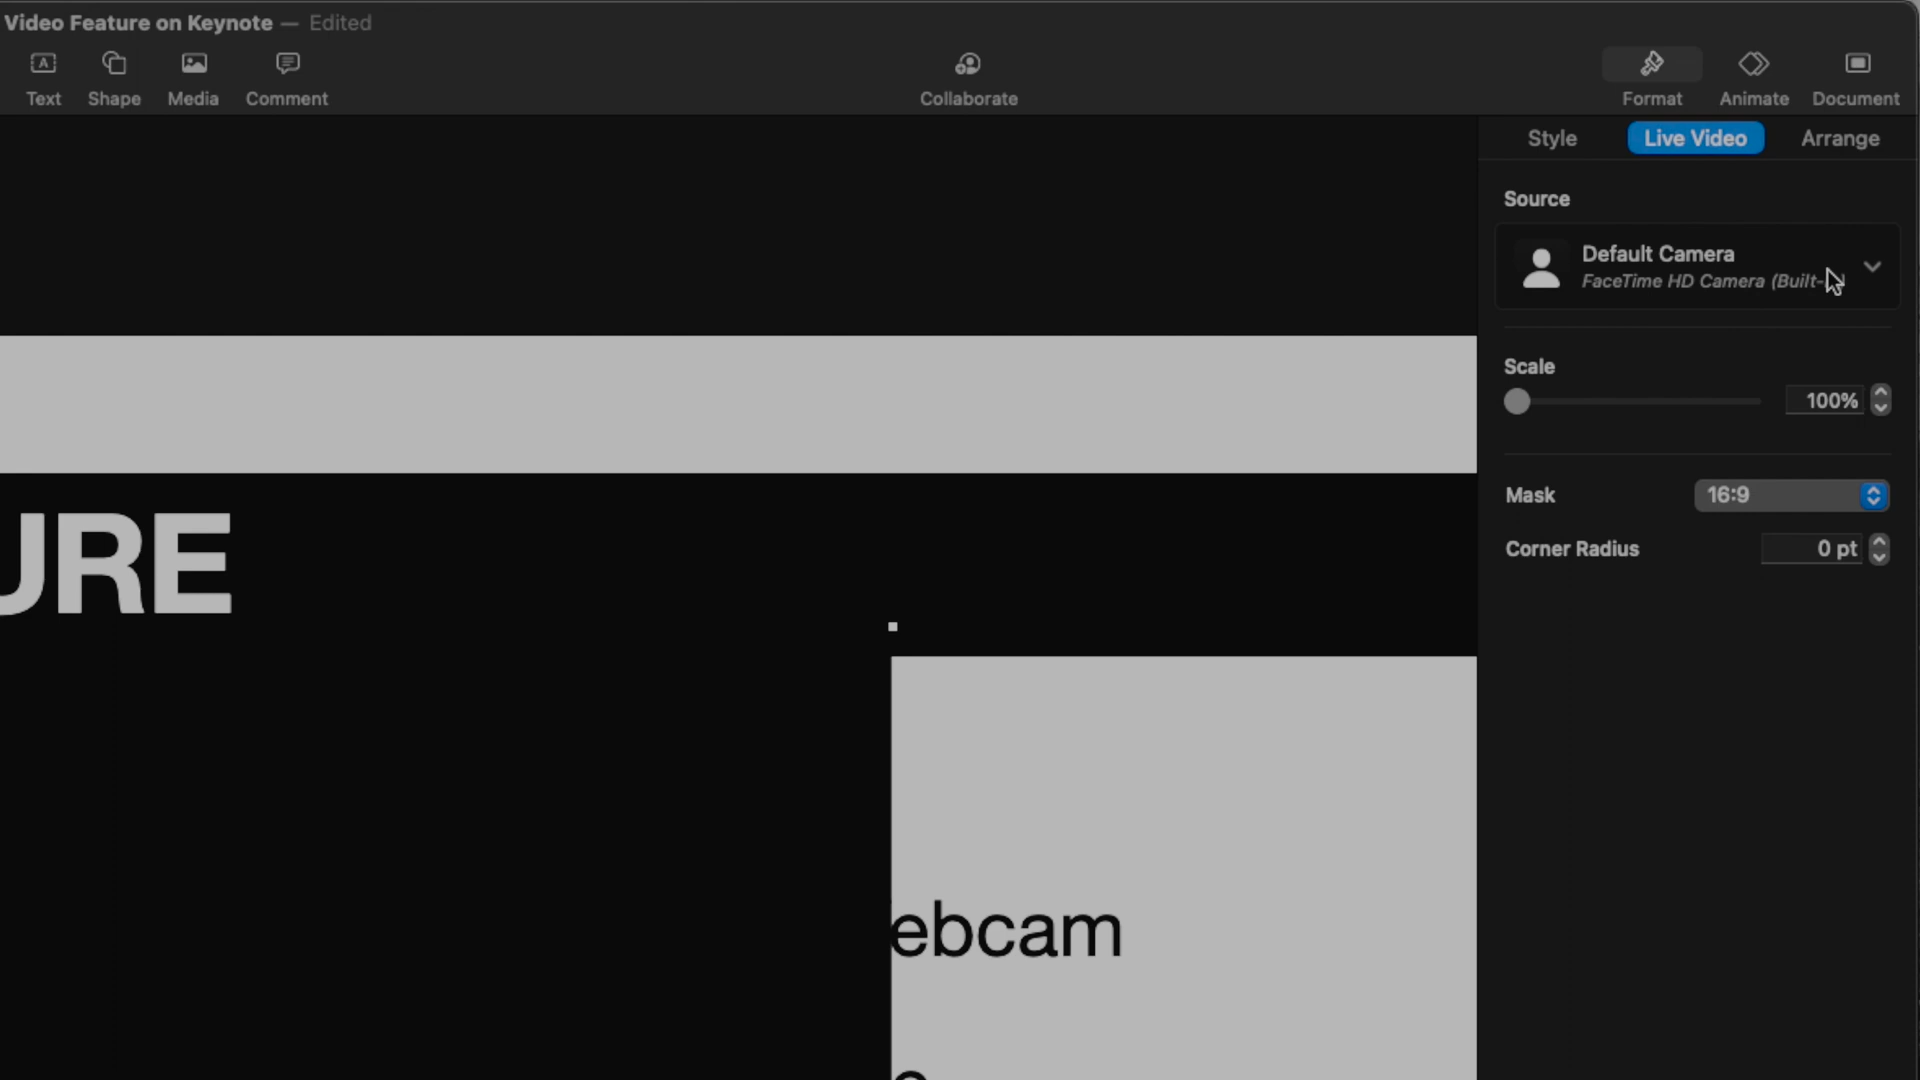 Video Feature on Keynote — Edited
Text Shape Media Comment Collaborate Format Animate Document
Style Live Video Arrange
Source
Default Camera
FaceTime HD Camera (Built-
Scale
100%
Mask 16:9
Corner Radius 0 pt
URE
ebcam